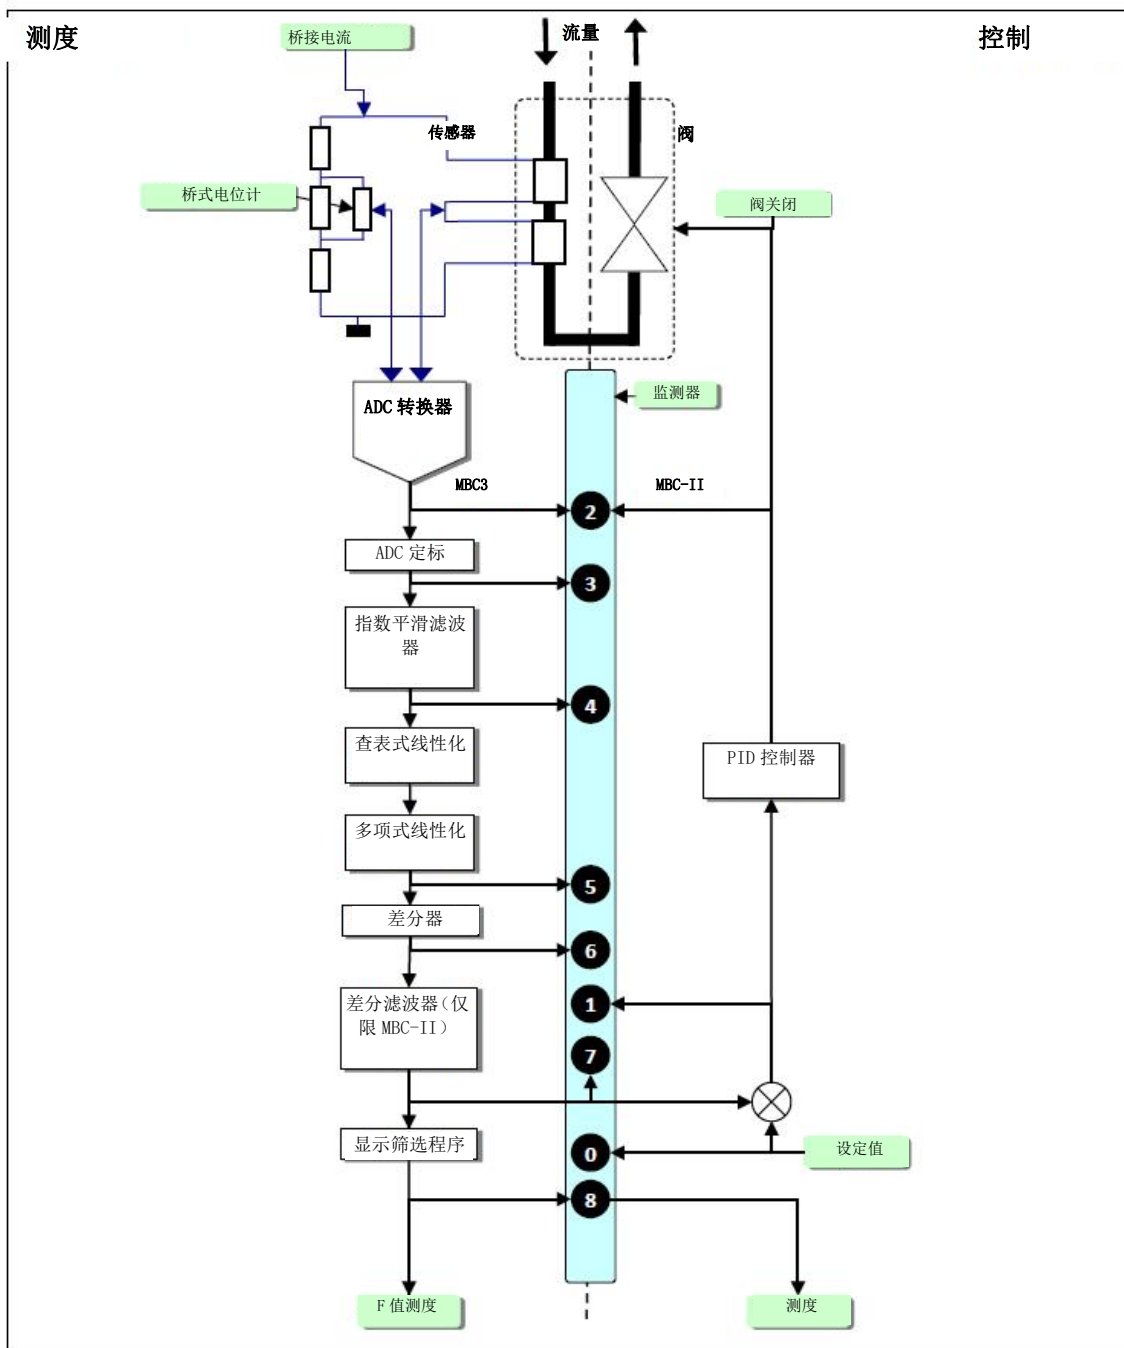 测度
桥接电流
流量
控制
传感器
阀
桥式电位计
阀关闭
监测器
ADC 转换器
MBC3
MBC-II
2
ADC 定标
3
指数平滑滤波
器
4
查表式线性化
PID 控制器
多项式线性化
5
差分器
6
差分滤波器(仅
限 MBC-II)
1
7
显示筛选程序
0
设定值
8
F 值测度
测度